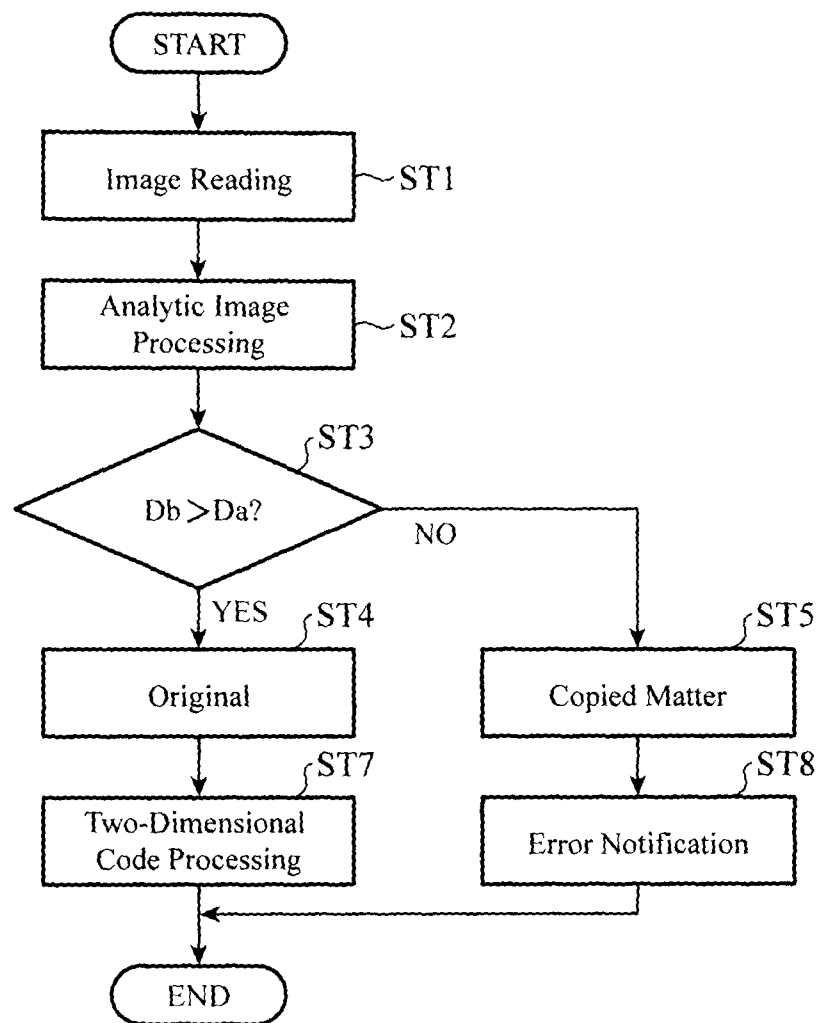 START
Image Reading
ST1
Analytic Image
Processing
ST2
ST3
Db > Da?
NO
YES
ST4
ST5
Original
Copied Matter
ST7
ST8
Two-Dimensional
Code Processing
Error Notification
END